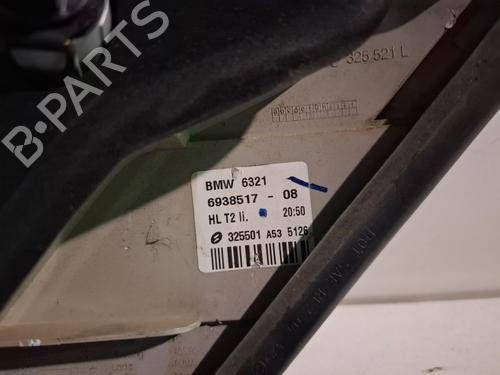 B-PARTS
325 521 L
BMW 6321
6938517 - 08
HL T2 li. 20:50
325501 A53 5126